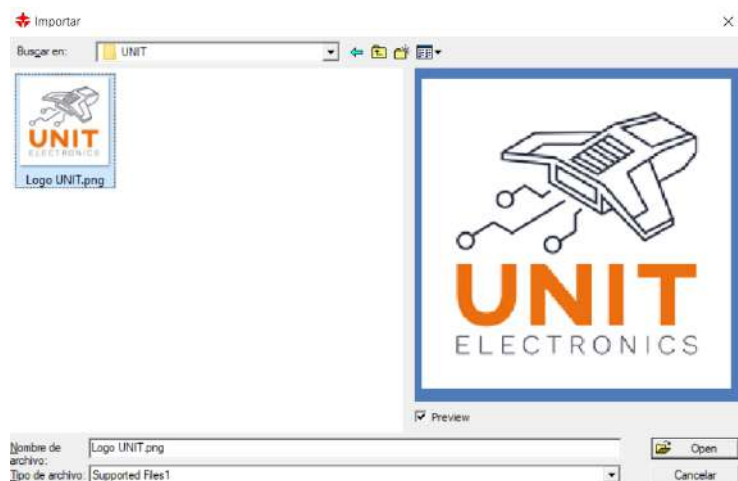 Importar
Buscar en: UNIT
UNIT
ELECTRONICS
Logo UNIT.png
UNIT
ELECTRONICS
Preview
Nombre de archivo: Logo UNIT.png
Open
Tipo de archivo: Supported Files1
Cancelar